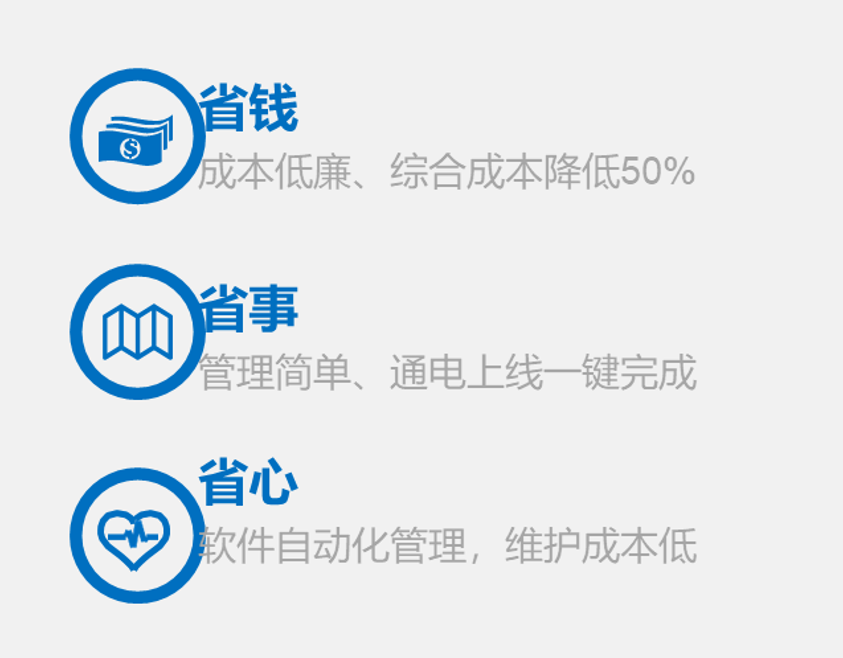 省钱
成本低廉、综合成本降低50%
省事
管理简单、通电上线一键完成
省心
软件自动化管理，维护成本低